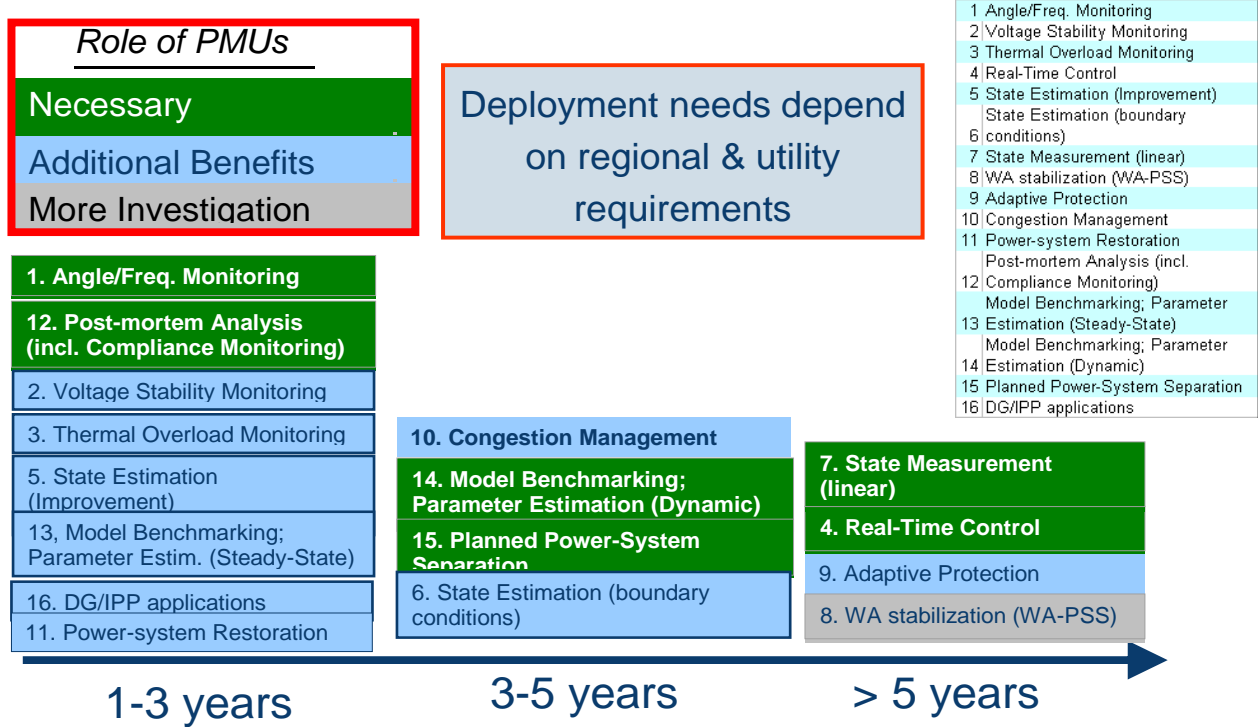 Role of PMUs
Necessary
Additional Benefits
More Investigation
Deployment needs depend
on regional & utility
requirements
1 Angle/Freq. Monitoring
2 Voltage Stability Monitoring
3 Thermal Overload Monitoring
4 Real-Time Control
5 State Estimation (Improvement)
State Estimation (boundary
6 conditions)
7 State Measurement (linear)
8 WA stabilization (WA-PSS)
9 Adaptive Protection
10 Congestion Management
11 Power-system Restoration
Post-mortem Analysis (incl.
12 Compliance Monitoring)
Model Benchmarking; Parameter
13 Estimation (Steady-State)
Model Benchmarking; Parameter
14 Estimation (Dynamic)
15 Planned Power-System Separation
16 DG/IPP applications
1. Angle/Freq. Monitoring
12. Post-mortem Analysis
(incl. Compliance Monitoring)
2. Voltage Stability Monitoring
3. Thermal Overload Monitoring
5. State Estimation
(Improvement)
13, Model Benchmarking;
Parameter Estim. (Steady-State)
16. DG/IPP applications
11. Power-system Restoration
10. Congestion Management
14. Model Benchmarking;
Parameter Estimation (Dynamic)
15. Planned Power-System
Separation
6. State Estimation (boundary
conditions)
7. State Measurement
(linear)
4. Real-Time Control
9. Adaptive Protection
8. WA stabilization (WA-PSS)
1-3 years
3-5 years
> 5 years